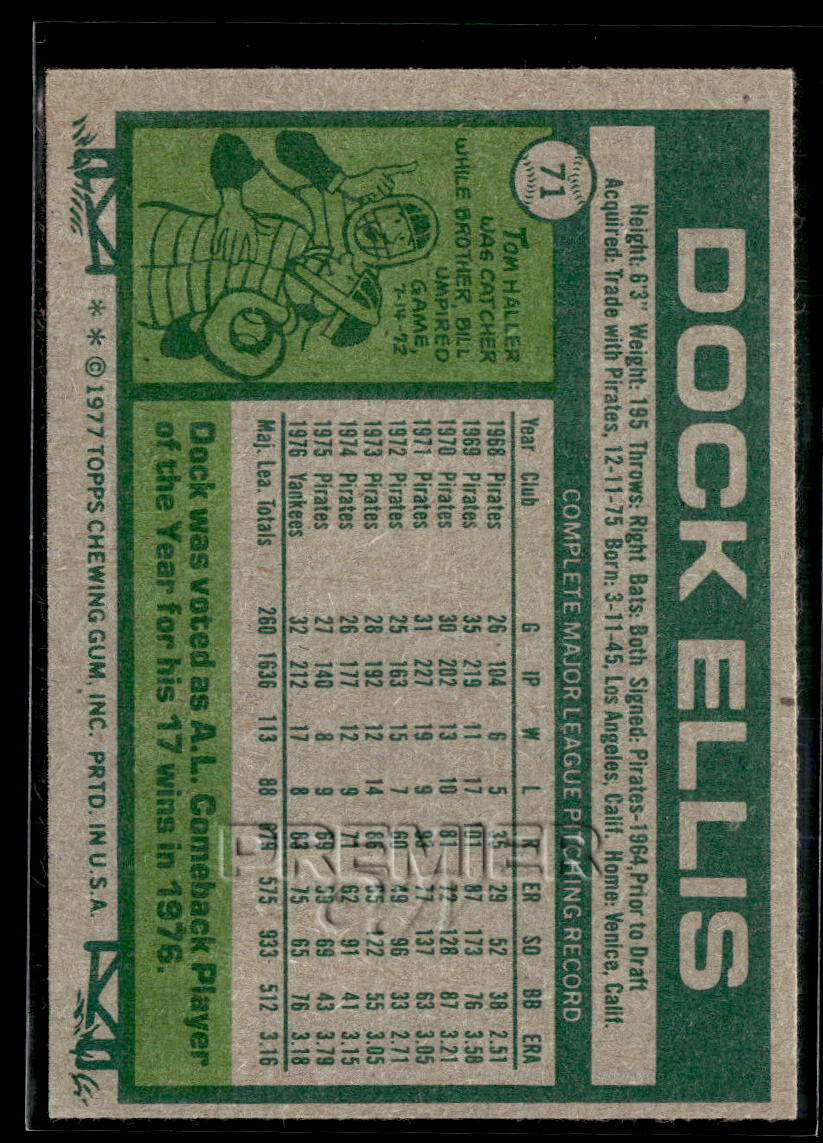 DOCK ELLIS
Height: 6'3" Weight: 195 Throws: Right Bats: Both Signed: Pirates-1964, Prior to Draft
Acquired: Trade with Pirates, 12-11-75 Born: 3-11-45, Los Angeles, Calif. Home: Venice, Calif.
71
COMPLETE MAJOR LEAGUE PITCHING RECORD
TOM HALLER
WAS CATCHER
WHILE BROTHER, BILL
UMPIRED
GAME,
7-14-72
Year Club G IP W L R ER SO BB ERA
1968 Pirates 26 104 6 5 35 29 52 38 2.51
1969 Pirates 35 219 11 17 101 87 173 76 3.58
1970 Pirates 30 202 13 10 81 72 128 87 3.21
1971 Pirates 31 227 19 9 93 77 137 63 3.05
1972 Pirates 25 163 15 7 60 49 96 33 2.71
1973 Pirates 28 192 12 14 86 65 122 55 3.05
1974 Pirates 26 177 12 9 71 62 91 41 3.15
1975 Pirates 27 140 8 9 69 59 69 43 3.79
1976 Yankees 32 212 17 8 83 75 65 76 3.18
Maj. Lea. Totals 260 1636 113 88 679 575 933 512 3.16
Dock was voted as A.L. Comeback Player
of the Year for his 17 wins in 1976.
* * © 1977 TOPPS CHEWING GUM, INC. PRTD. IN U.S.A.
PREMIER